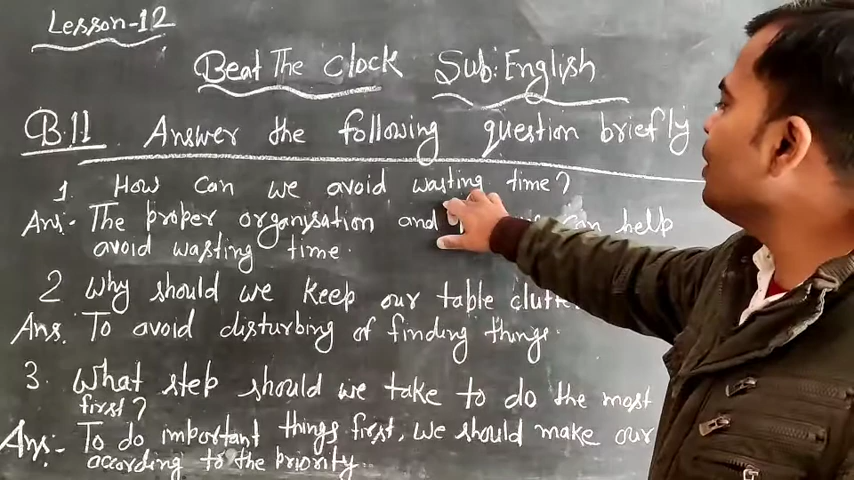 Lesson-12
Beat The Clock Sub: English
Q.11 Answer the following question briefly
1. How can we avoid wasting time?
Ans:- The proper organisation and can help
avoid wasting time.
2 Why should we keep our table
Ans. To avoid disturbing of finding things.
3. What step should we take to do the most
first?
Ans:- To do important things first, we should make our
according to the priority.